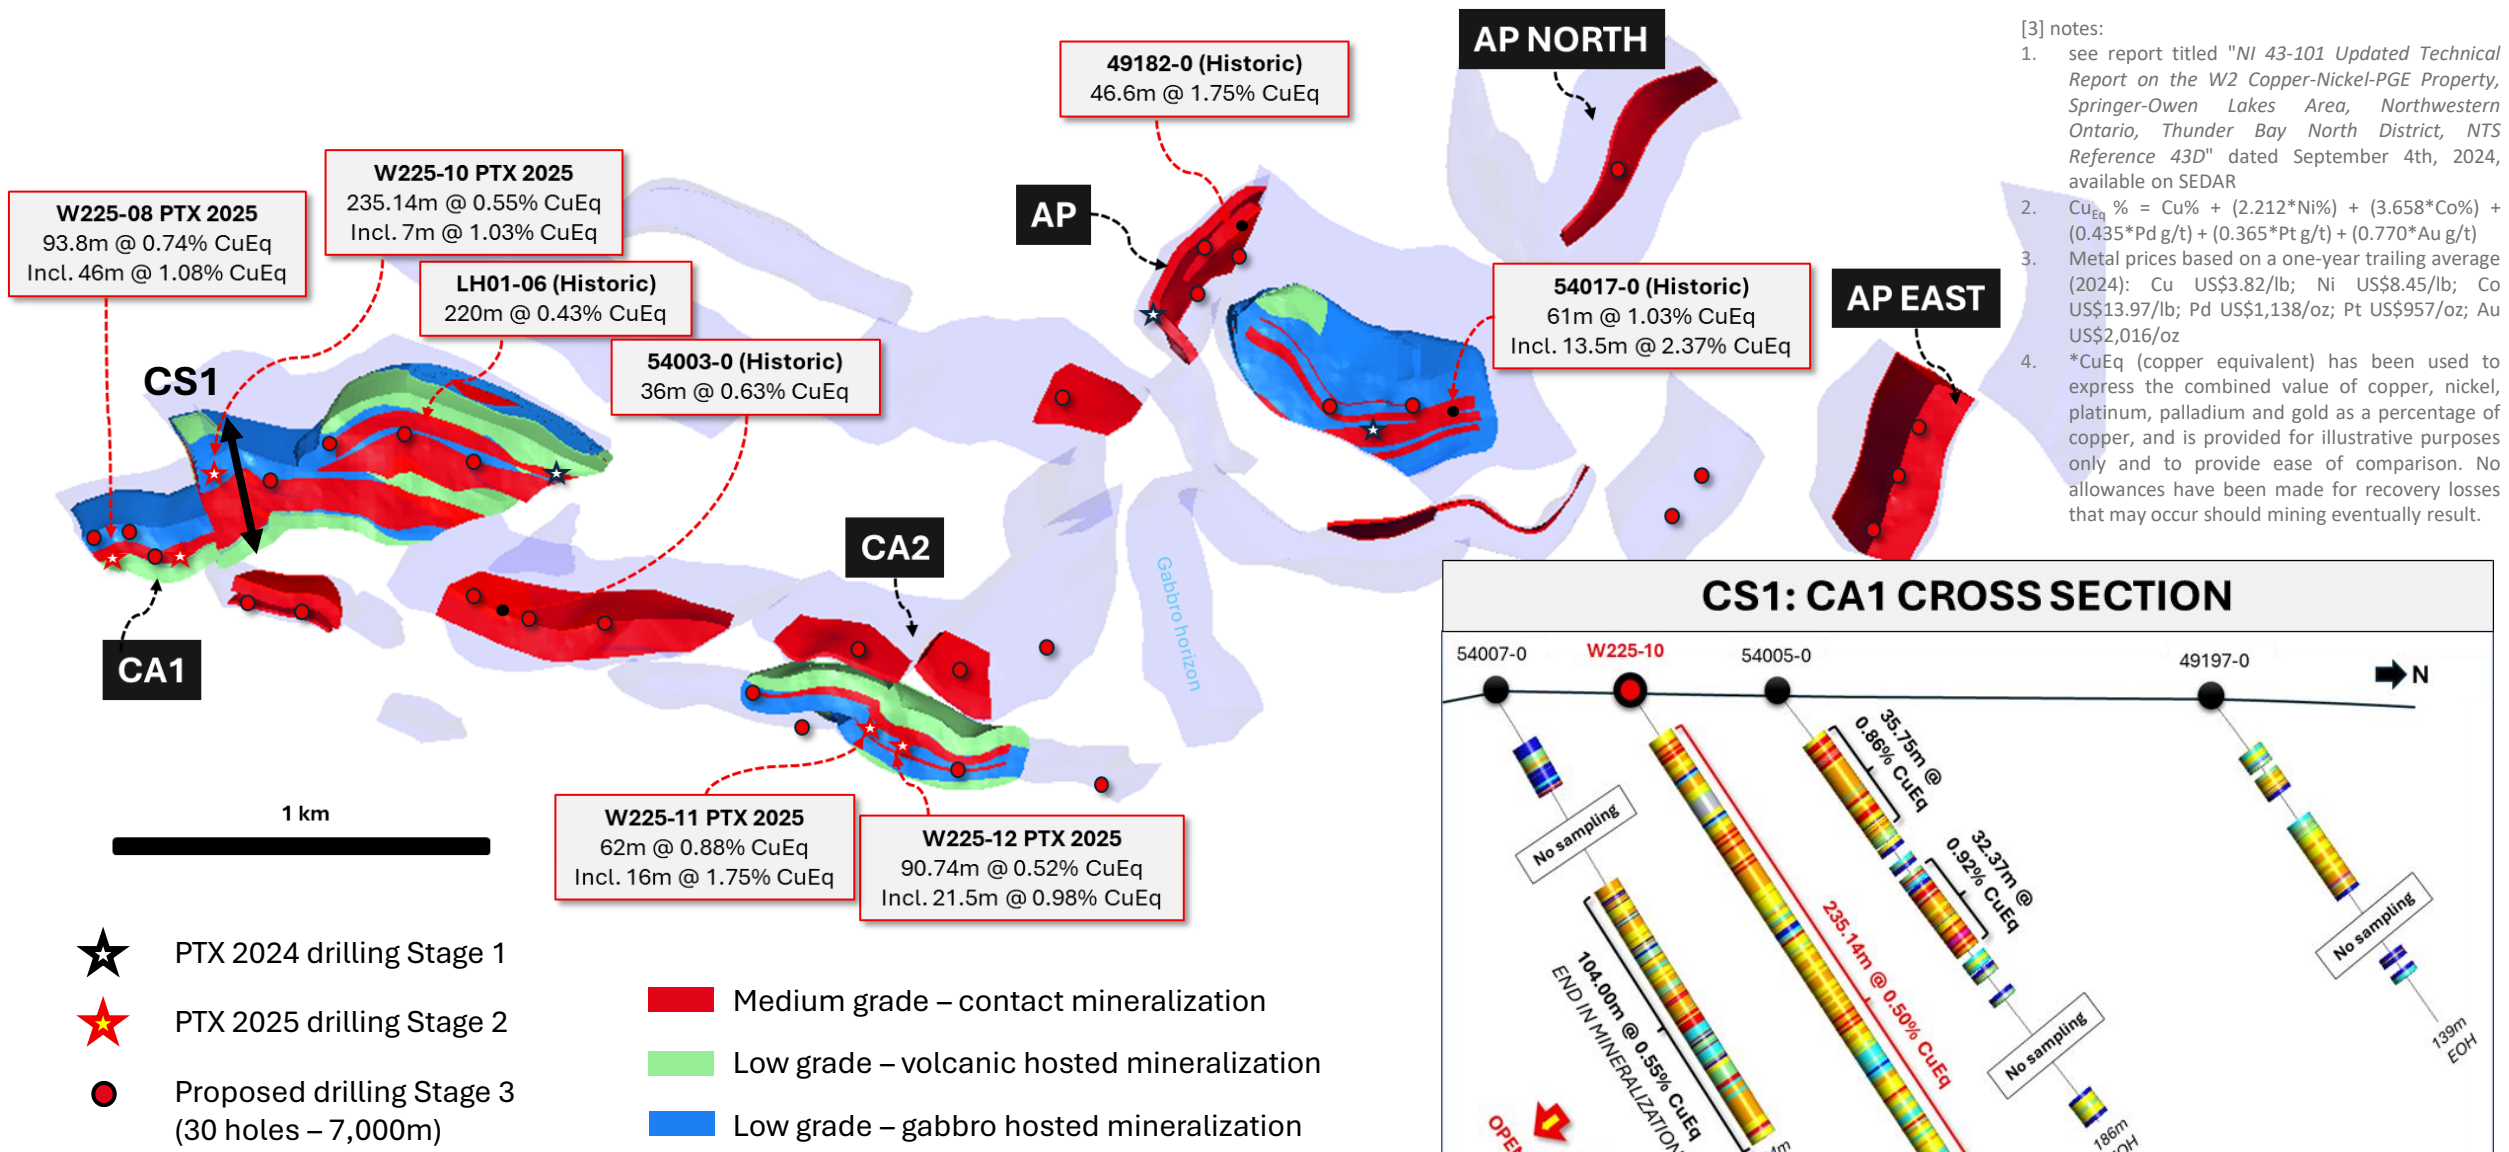 [3] notes:
1. see report titled "NI 43-101 Updated Technical
Report on the W2 Copper-Nickel-PGE Property,
Springer-Owen Lakes Area, Northwestern
Ontario, Thunder Bay North District, NTS
Reference 43D" dated September 4th, 2024,
available on SEDAR
2. CuEq % = Cu% + (2.212*Ni%) + (3.658*Co%) +
(0.435*Pd g/t) + (0.365*Pt g/t) + (0.770*Au g/t)
3. Metal prices based on a one-year trailing average
(2024): Cu US$3.82/lb; Ni US$8.45/lb; Co
US$13.97/lb; Pd US$1,138/oz; Pt US$957/oz; Au
US$2,016/oz
4. *CuEq (copper equivalent) has been used to
express the combined value of copper, nickel,
platinum, palladium and gold as a percentage of
copper, and is provided for illustrative purposes
only and to provide ease of comparison. No
allowances have been made for recovery losses
that may occur should mining eventually result.
AP NORTH
49182-0 (Historic)
46.6m @ 1.75% CuEq
W225-10 PTX 2025
235.14m @ 0.55% CuEq
Incl. 7m @ 1.03% CuEq
W225-08 PTX 2025
93.8m @ 0.74% CuEq
Incl. 46m @ 1.08% CuEq
AP
LH01-06 (Historic)
220m @ 0.43% CuEq
54017-0 (Historic)
61m @ 1.03% CuEq
Incl. 13.5m @ 2.37% CuEq
AP EAST
54003-0 (Historic)
36m @ 0.63% CuEq
CS1
CA2
Gabbro horizon
CA1
1 km
W225-11 PTX 2025
62m @ 0.88% CuEq
Incl. 16m @ 1.75% CuEq
W225-12 PTX 2025
90.74m @ 0.52% CuEq
Incl. 21.5m @ 0.98% CuEq
PTX 2024 drilling Stage 1
PTX 2025 drilling Stage 2
Proposed drilling Stage 3
(30 holes – 7,000m)
Medium grade – contact mineralization
Low grade – volcanic hosted mineralization
Low grade – gabbro hosted mineralization
CS1: CA1 CROSS SECTION
54007-0
W225-10
54005-0
49197-0
N
35.75m @
0.86% CuEq
32.37m @
0.92% CuEq
No sampling
No sampling
No sampling
235.14m @ 0.50% CuEq
104.00m @ 0.55% CuEq
END IN MINERALIZATION
139m
EOH
186m
OPEN